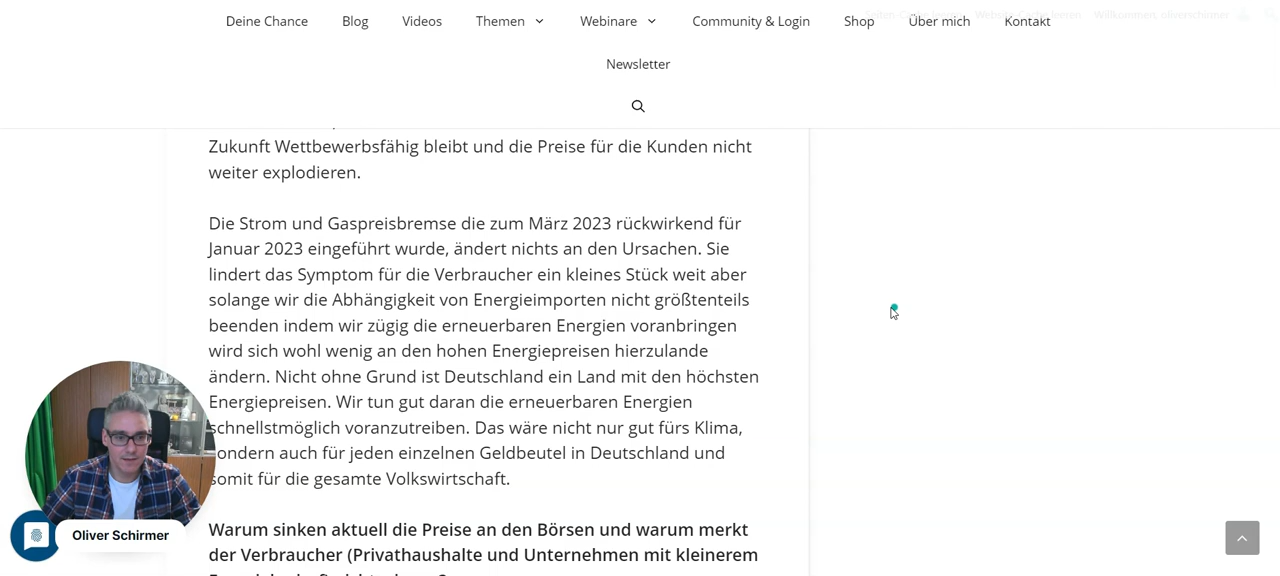 Deine Chance Blog Videos Themen Webinare Community & Login Shop Über mich Kontakt
Newsletter
Zukunft Wettbewerbsfähig bleibt und die Preise für die Kunden nicht
weiter explodieren.
Die Strom und Gaspreisbremse die zum März 2023 rückwirkend für
Januar 2023 eingeführt wurde, ändert nichts an den Ursachen. Sie
lindert das Symptom für die Verbraucher ein kleines Stück weit aber
solange wir die Abhängigkeit von Energieimporten nicht größtenteils
beenden indem wir zügig die erneuerbaren Energien voranbringen
wird sich wohl wenig an den hohen Energiepreisen hierzulande
ändern. Nicht ohne Grund ist Deutschland ein Land mit den höchsten
Energiepreisen. Wir tun gut daran die erneuerbaren Energien
schnellstmöglich voranzutreiben. Das wäre nicht nur gut fürs Klima,
sondern auch für jeden einzelnen Geldbeutel in Deutschland und
somit für die gesamte Volkswirtschaft.
Warum sinken aktuell die Preise an den Börsen und warum merkt
der Verbraucher (Privathaushalte und Unternehmen mit kleinerem
Oliver Schirmer